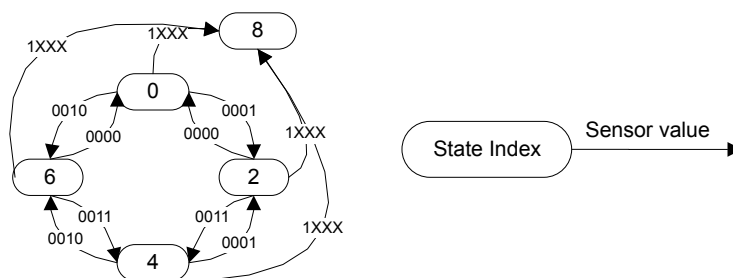 8
1XXX
1XXX
0
0010
0001
0000
0000
1XXX
6
2
0011
0011
0010
0001
1XXX
4
State Index
Sensor value